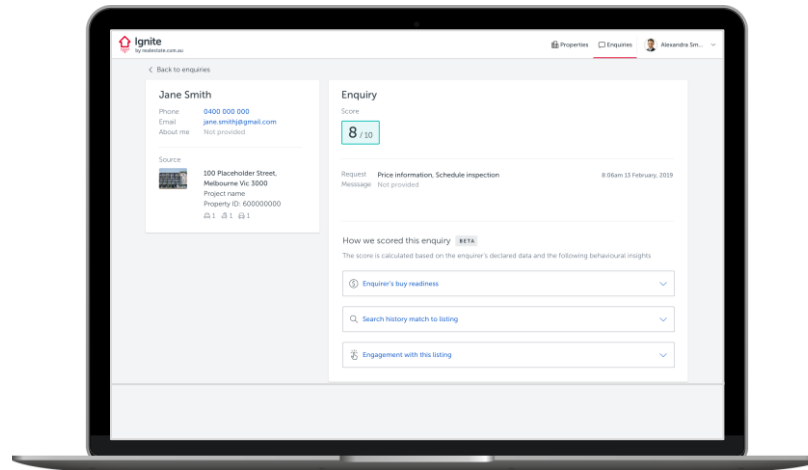 Ignite
by realestate.com.au
Properties
Enquiries
Alexandra Sm...
Back to enquiries
Jane Smith
Phone 0400 000 000
Email jane.smithj@gmail.com
About me Not provided
Source
100 Placeholder Street,
Melbourne Vic 3000
Project name
Property ID: 600000000
1 1 1
Enquiry
Score
8 / 10
Request Price information, Schedule inspection 8:06am 13 February, 2019
Messsage Not provided
How we scored this enquiry BETA
The score is calculated based on the enquirer's declared data and the following behavioural insights
Enquirer's buy readiness
Search history match to listing
Engagement with this listing